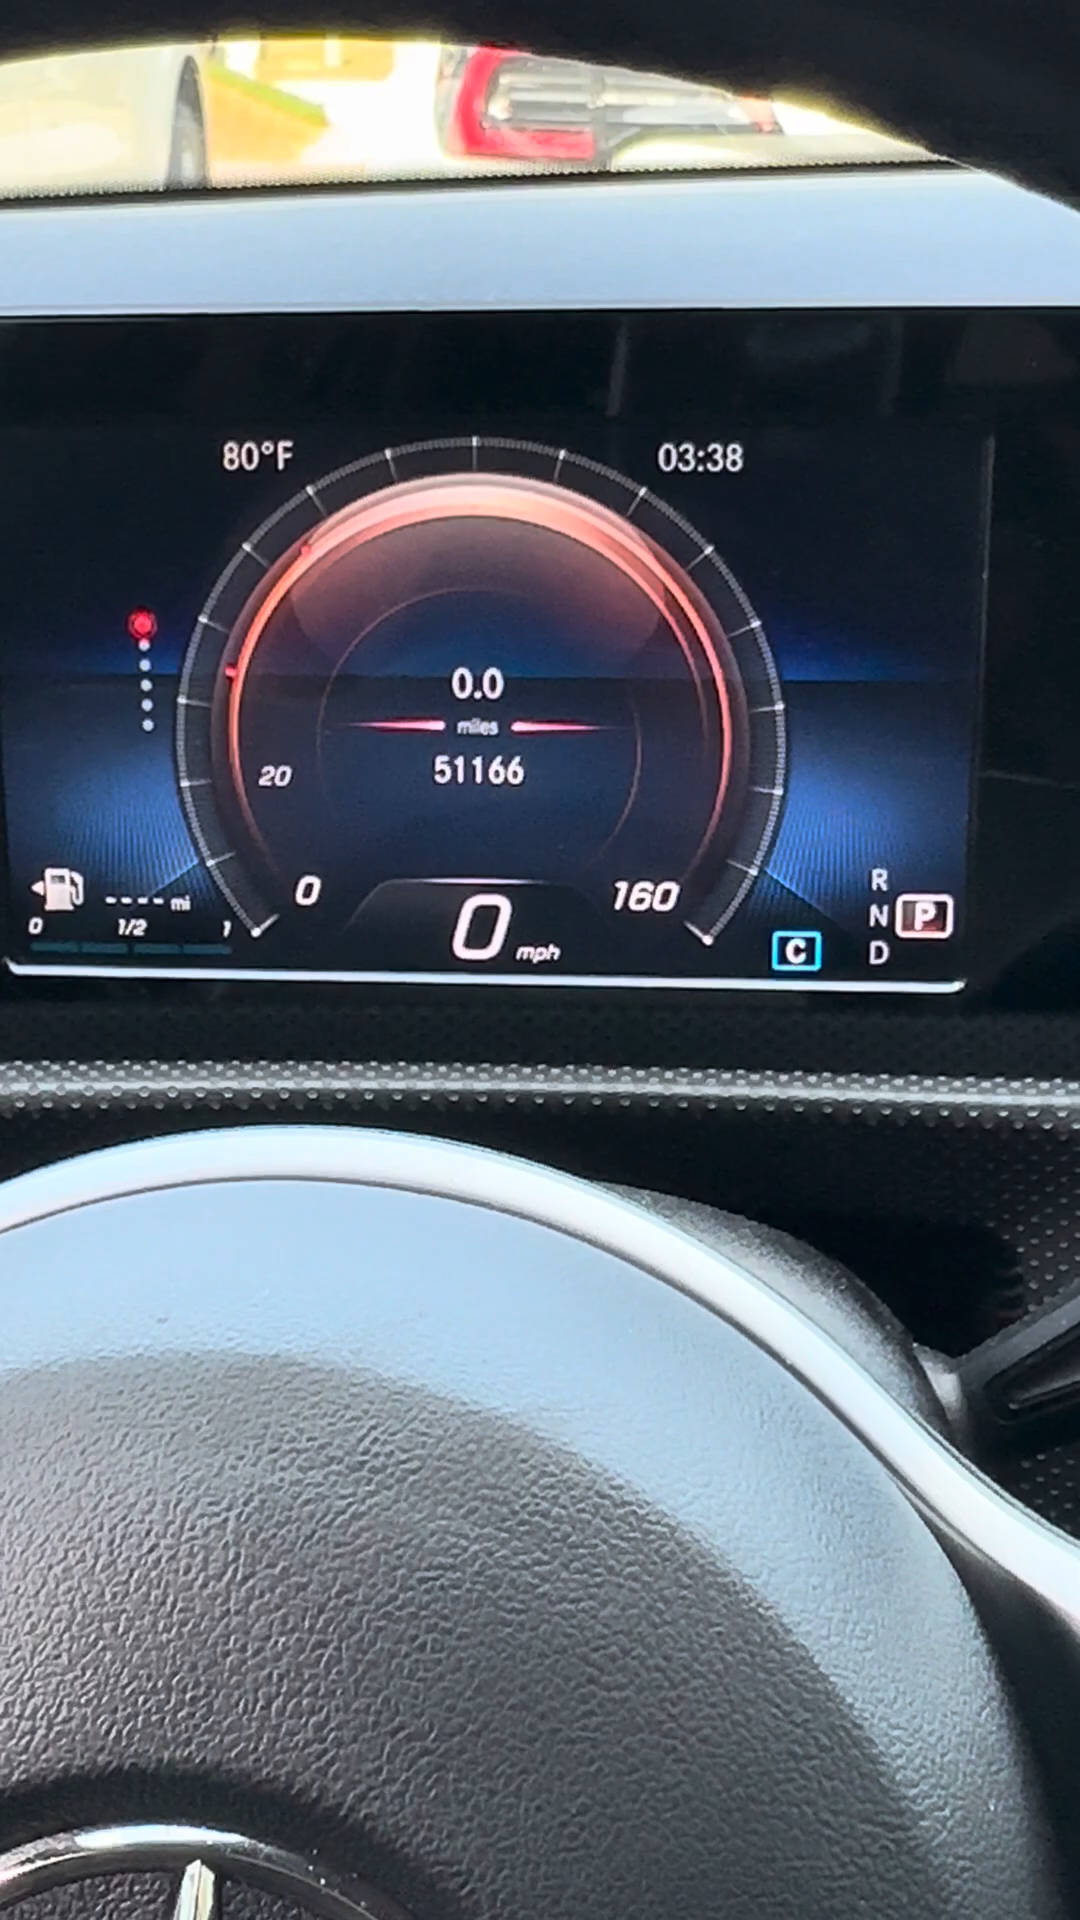 80°F 03:38
0.0
miles
51166
20
0 160
0 mph
---- mi
0 1/2 1
R
N P
D
C